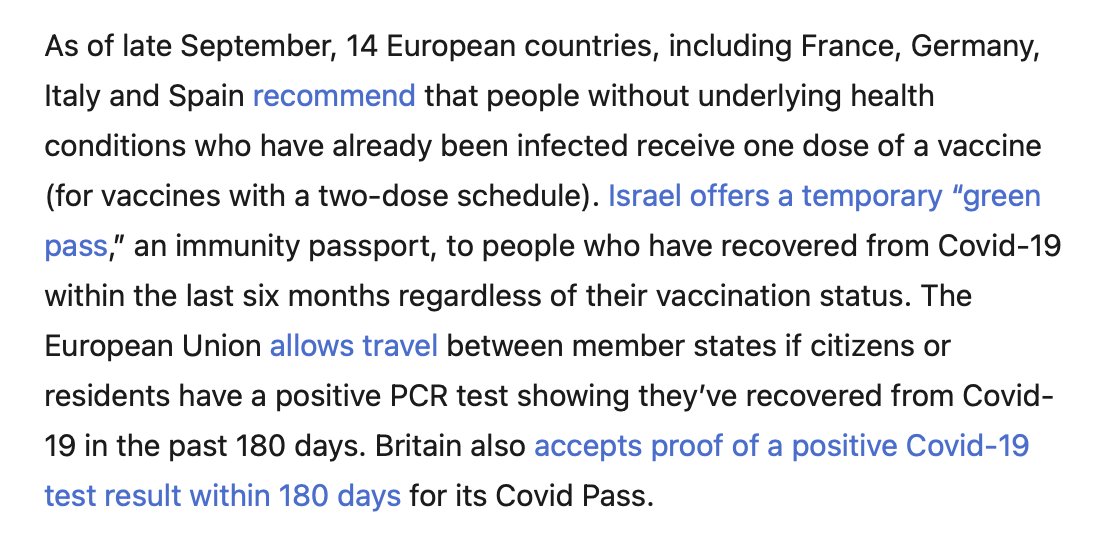 As of late September, 14 European countries, including France, Germany,
Italy and Spain recommend that people without underlying health
conditions who have already been infected receive one dose of a vaccine
(for vaccines with a two-dose schedule). Israel offers a temporary “green
pass,” an immunity passport, to people who have recovered from Covid-19
within the last six months regardless of their vaccination status. The
European Union allows travel between member states if citizens or
residents have a positive PCR test showing they’ve recovered from Covid-
19 in the past 180 days. Britain also accepts proof of a positive Covid-19
test result within 180 days for its Covid Pass.